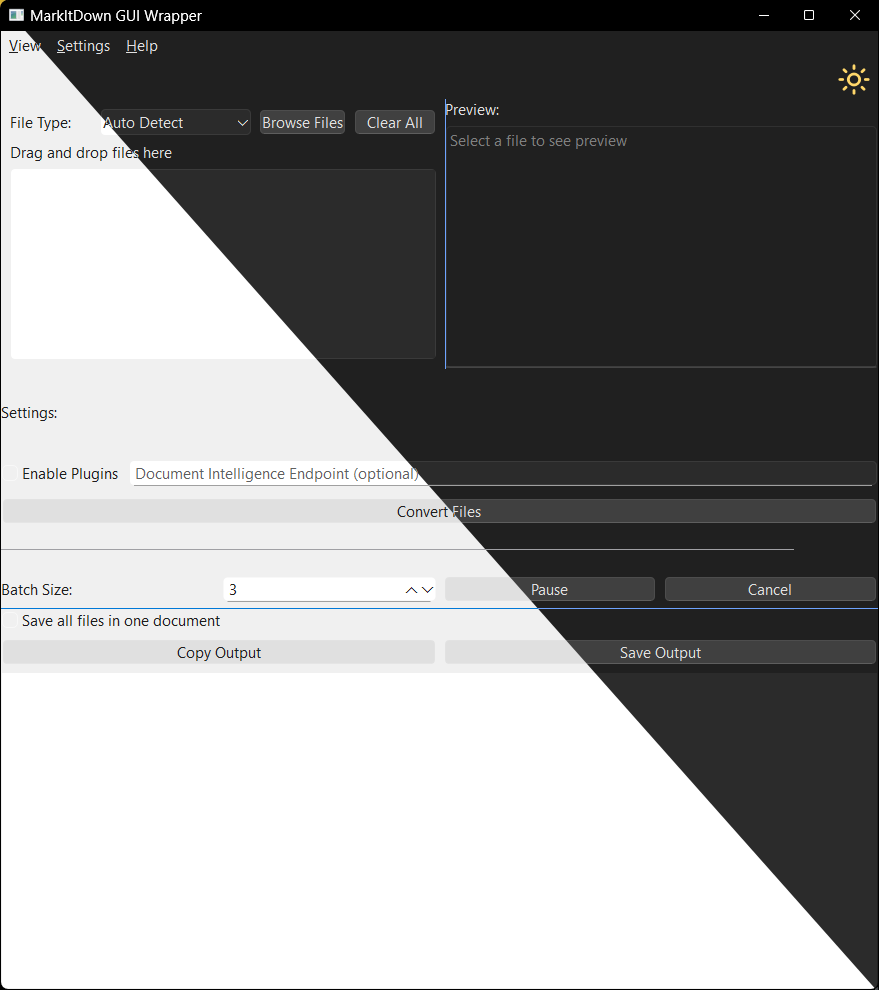 MarkItDown GUI Wrapper
View Settings Help
File Type: Auto Detect Browse Files Clear All
Drag and drop files here
Preview:
Select a file to see preview
Settings:
Enable Plugins Document Intelligence Endpoint (optional)
Convert Files
Batch Size: 3 Pause Cancel
Save all files in one document
Copy Output Save Output